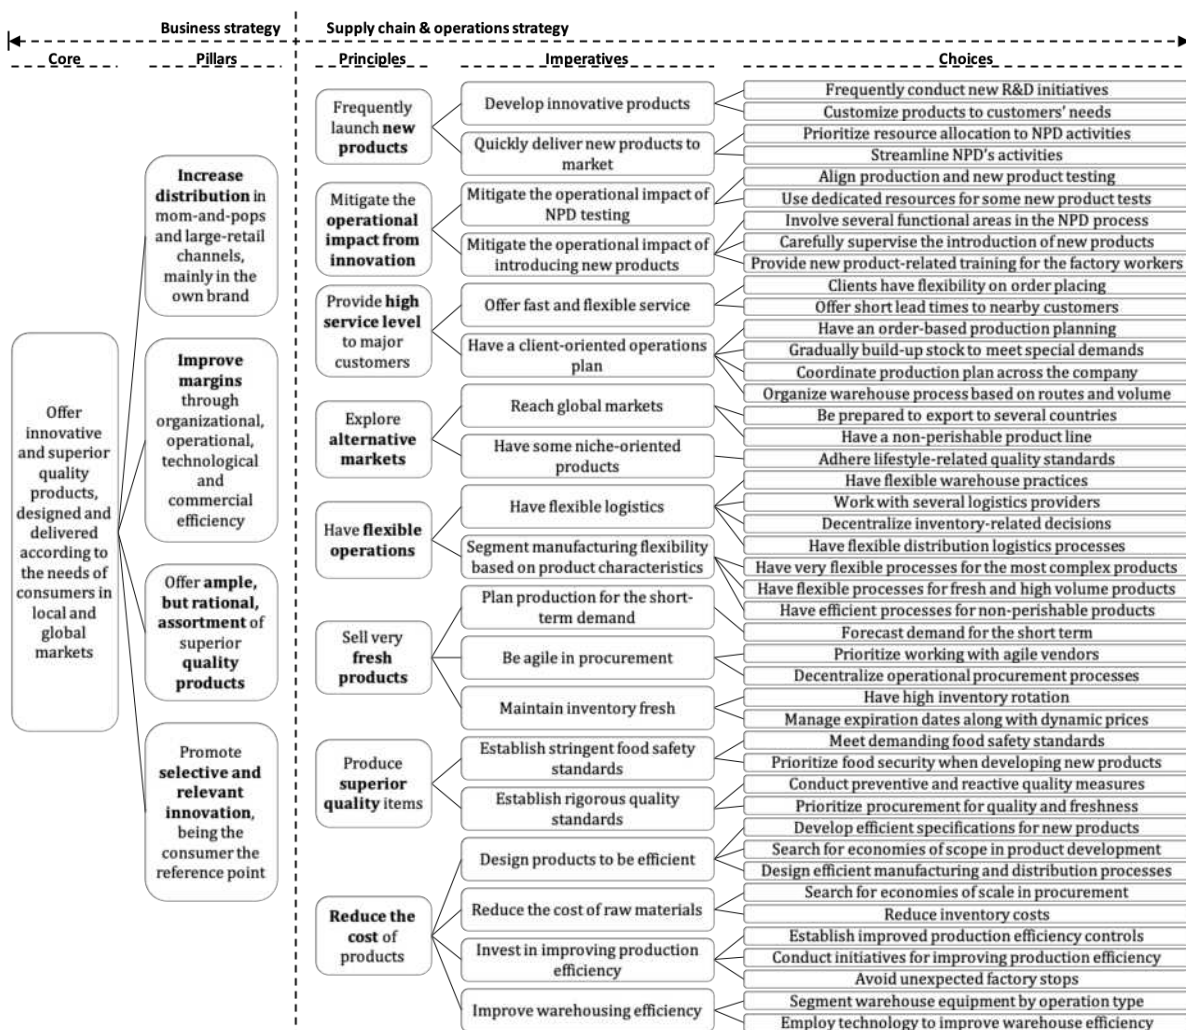 Business strategy
Supply chain & operations strategy
Core
Pillars
Principles
Imperatives
Choices
Offer
innovative
and superior
quality
products,
designed and
delivered
according to
the needs of
consumers in
local and
global
markets
Increase
distribution in
mom-and-pops
and large-retail
channels,
mainly in the
own brand
Improve
margins
through
organizational,
operational,
technological
and
commercial
efficiency
Offer ample,
but rational,
assortment of
superior
quality
products
Promote
selective and
relevant
innovation,
being the
consumer the
reference point
Frequently
launch new
products
Mitigate the
operational
impact from
innovation
Provide high
service level
to major
customers
Explore
alternative
markets
Have flexible
operations
Sell very
fresh
products
Produce
superior
quality items
Reduce the
cost of
products
Develop innovative products
Quickly deliver new products to
market
Mitigate the operational impact of
NPD testing
Mitigate the operational impact of
introducing new products
Offer fast and flexible service
Have a client-oriented operations
plan
Reach global markets
Have some niche-oriented
products
Have flexible logistics
Segment manufacturing flexibility
based on product characteristics
Plan production for the short-
term demand
Be agile in procurement
Maintain inventory fresh
Establish stringent food safety
standards
Establish rigorous quality
standards
Design products to be efficient
Reduce the cost of raw materials
Invest in improving production
efficiency
Improve warehousing efficiency
Frequently conduct new R&D initiatives
Customize products to customers' needs
Prioritize resource allocation to NPD activities
Streamline NPD's activities
Align production and new product testing
Use dedicated resources for some new product tests
Involve several functional areas in the NPD process
Carefully supervise the introduction of new products
Provide new product-related training for the factory workers
Clients have flexibility on order placing
Offer short lead times to nearby customers
Have an order-based production planning
Gradually build-up stock to meet special demands
Coordinate production plan across the company
Organize warehouse process based on routes and volume
Be prepared to export to several countries
Have a non-perishable product line
Adhere lifestyle-related quality standards
Have flexible warehouse practices
Work with several logistics providers
Decentralize inventory-related decisions
Have flexible distribution logistics processes
Have very flexible processes for the most complex products
Have flexible processes for fresh and high volume products
Have efficient processes for non-perishable products
Forecast demand for the short term
Prioritize working with agile vendors
Decentralize operational procurement processes
Have high inventory rotation
Manage expiration dates along with dynamic prices
Meet demanding food safety standards
Prioritize food security when developing new products
Conduct preventive and reactive quality measures
Prioritize procurement for quality and freshness
Develop efficient specifications for new products
Search for economies of scope in product development
Design efficient manufacturing and distribution processes
Search for economies of scale in procurement
Reduce inventory costs
Establish improved production efficiency controls
Conduct initiatives for improving production efficiency
Avoid unexpected factory stops
Segment warehouse equipment by operation type
Employ technology to improve warehouse efficiency